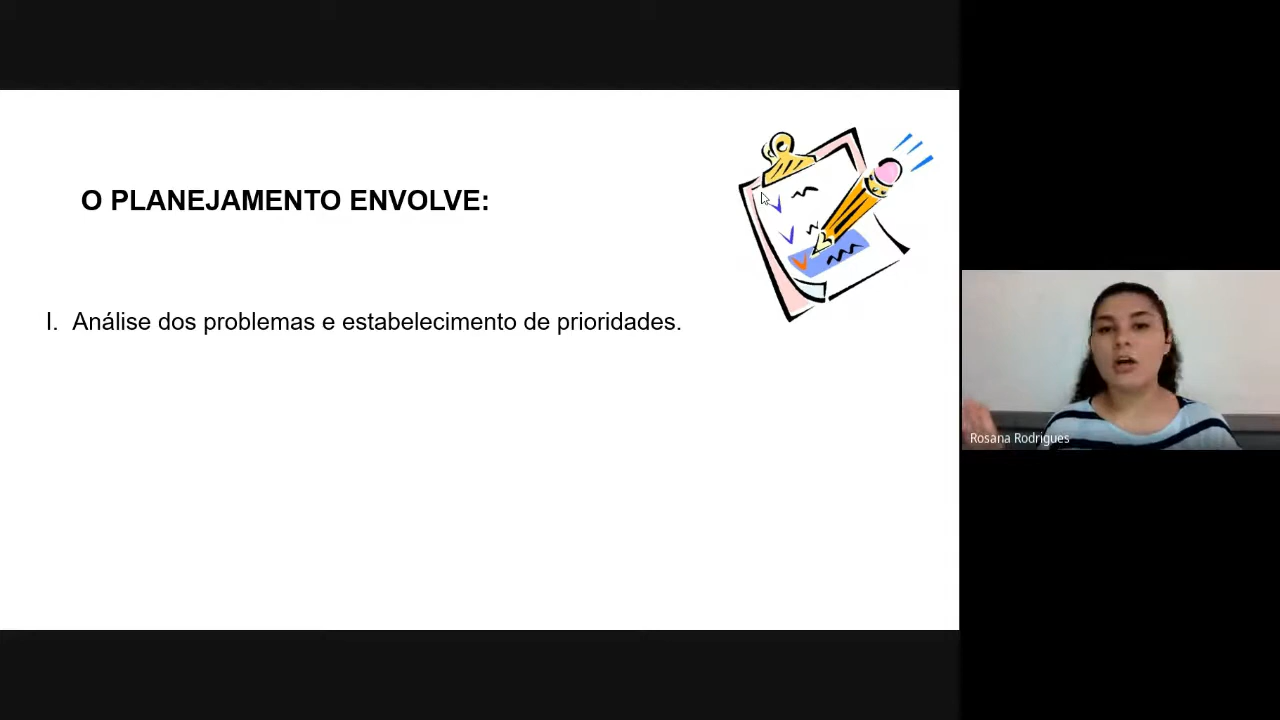 O PLANEJAMENTO ENVOLVE:
I. Análise dos problemas e estabelecimento de prioridades.
Rosana Rodrigues